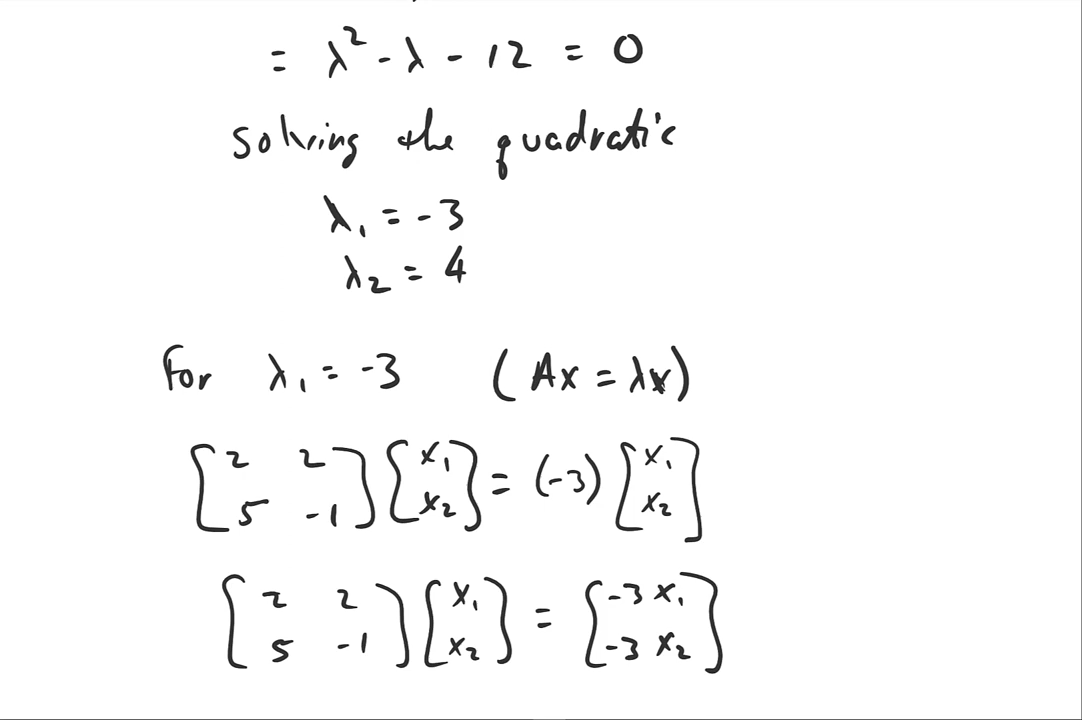 = λ² - λ - 12 = 0
solving the quadratic
λ₁ = -3
λ₂ = 4
For λ₁ = -3 (Ax = λx)
[2 2; 5 -1] [x₁; x₂] = (-3) [x₁; x₂]
[2 2; 5 -1] [x₁; x₂] = [-3x₁; -3x₂]